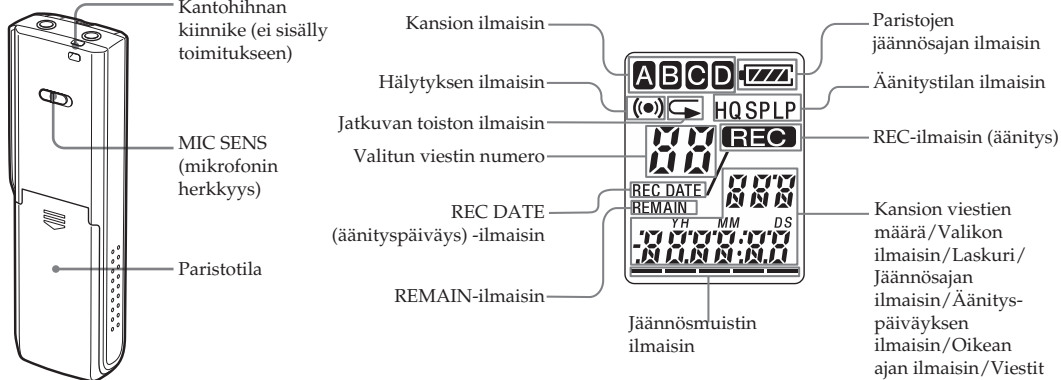 Kantohihnan
kiinnike (ei sisälly
toimitukseen)
MIC SENS
(mikrofonin
herkkyys)
Paristotila
Kansion ilmaisin
Hälytyksen ilmaisin
Jatkuvan toiston ilmaisin
Valitun viestin numero
REC DATE
(äänityspäiväys) -ilmaisin
REMAIN-ilmaisin
A B C D
HQ SP LP
REC
REC DATE
REMAIN
YH MM DS
Jäännösmuistin
ilmaisin
Paristojen
jäännösajan ilmaisin
Äänitystilan ilmaisin
REC-ilmaisin (äänitys)
Kansion viestien
määrä/Valikon
ilmaisin/Laskuri/
Jäännösajan
ilmaisin/Äänitys-
päiväyksen
ilmaisin/Oikean
ajan ilmaisin/Viestit